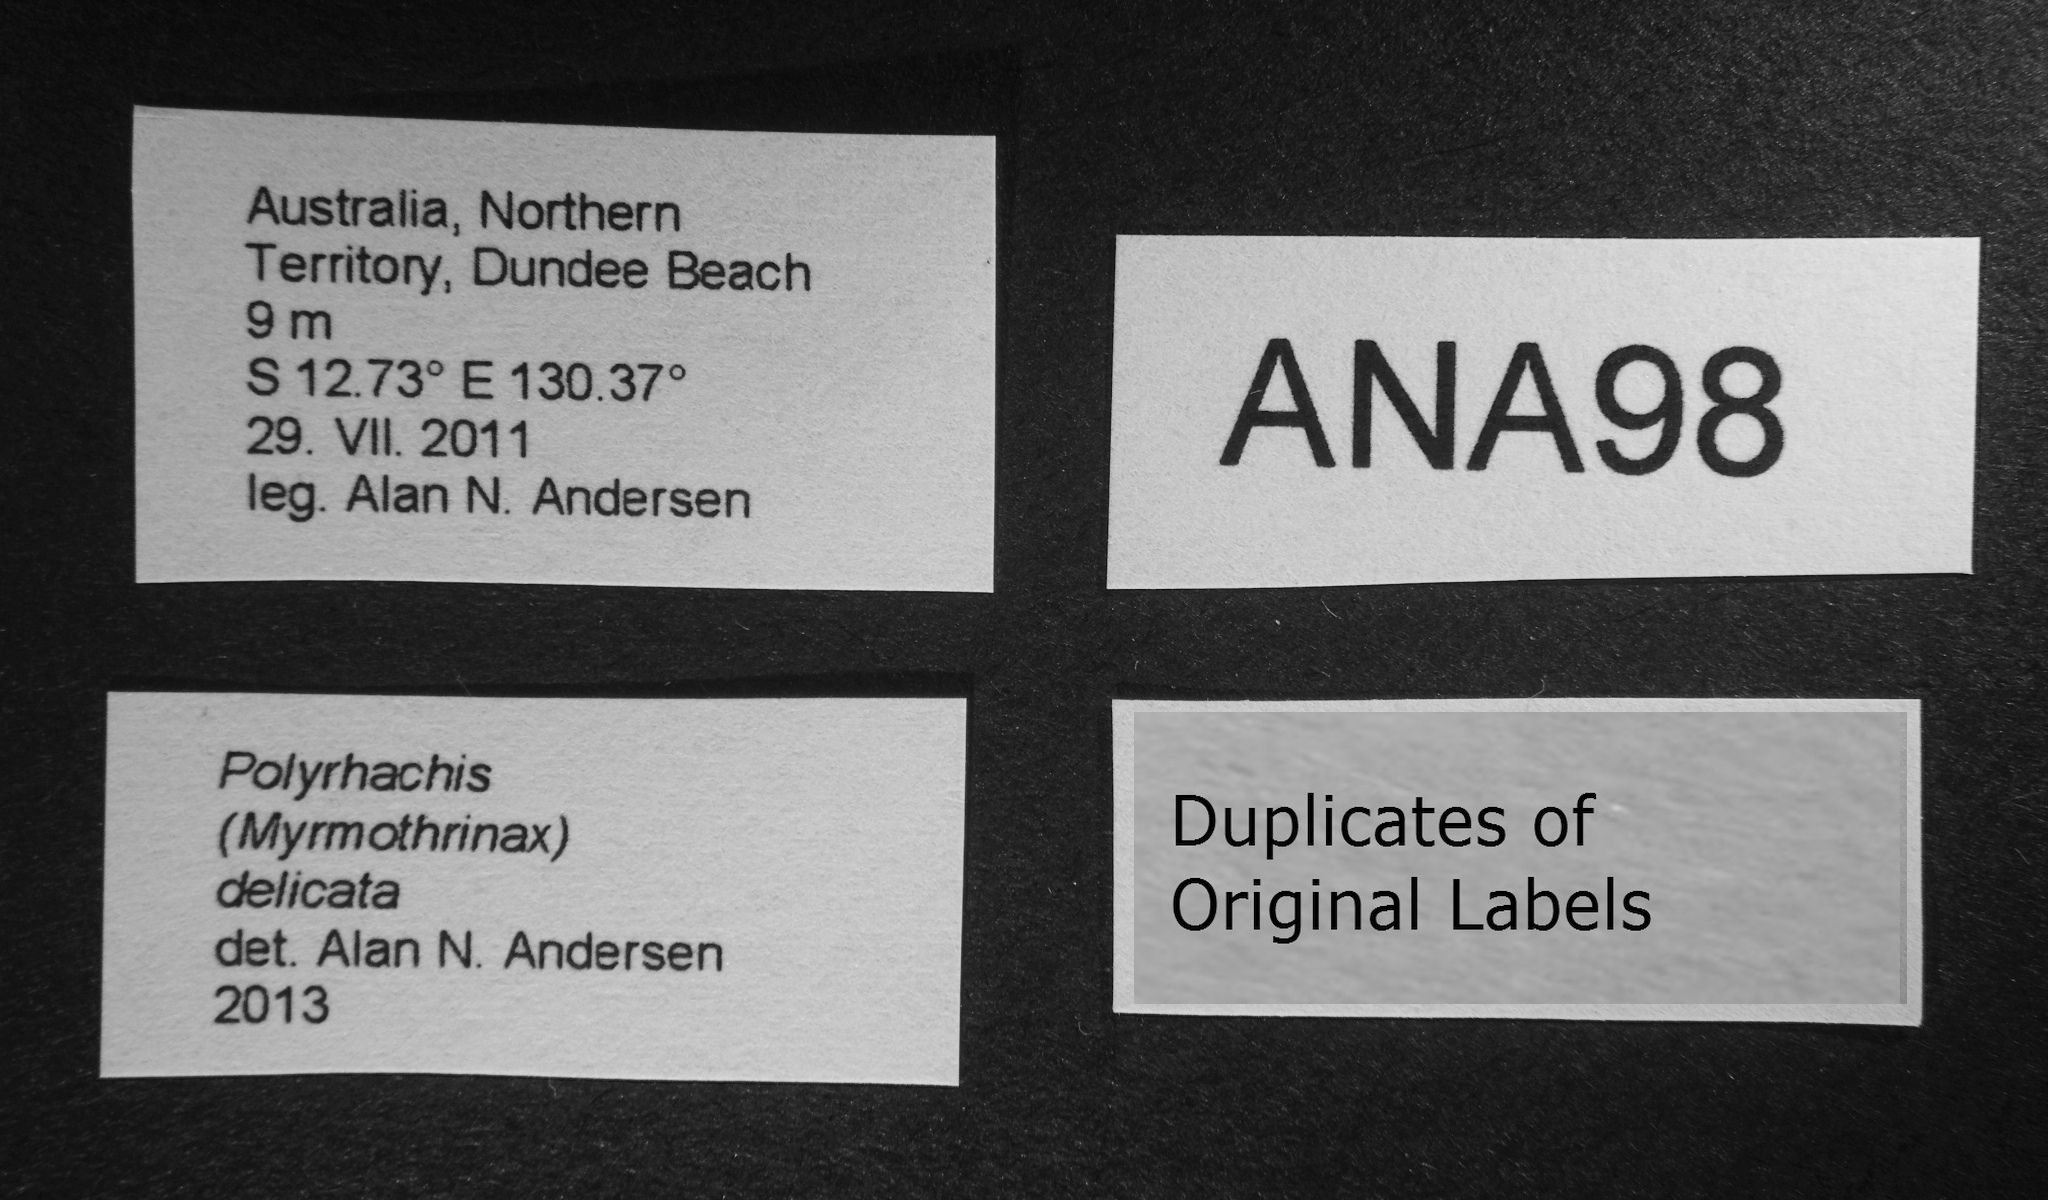 Australia, Northern
Territory, Dundee Beach
9 m
S 12.73° E 130.37°
29. VII. 2011
leg. Alan N. Andersen
ANA98
Polyrhachis
(Myrmothrinax)
delicata
det. Alan N. Andersen
2013
Duplicates of
Original Labels